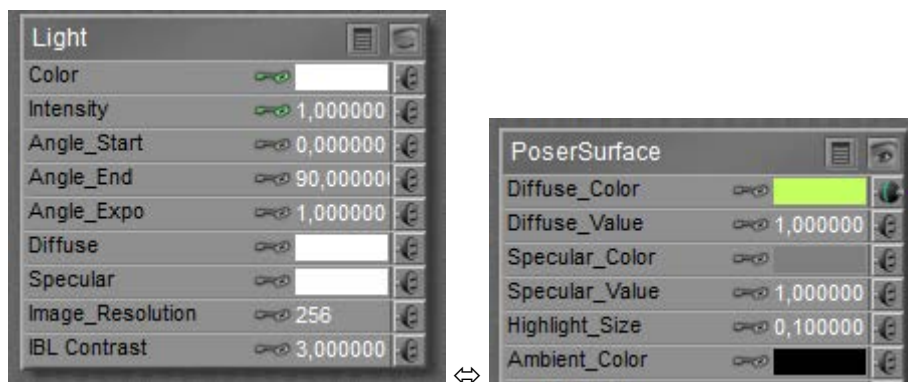 Light
Color
Intensity 1,000000
Angle_Start 0,000000
Angle_End 90,00000
Angle_Expo 1,000000
Diffuse
Specular
Image_Resolution 256
IBL Contrast 3,000000
⇔
PoserSurface
Diffuse_Color
Diffuse_Value 1,000000
Specular_Color
Specular_Value 1,000000
Highlight_Size 0,100000
Ambient_Color